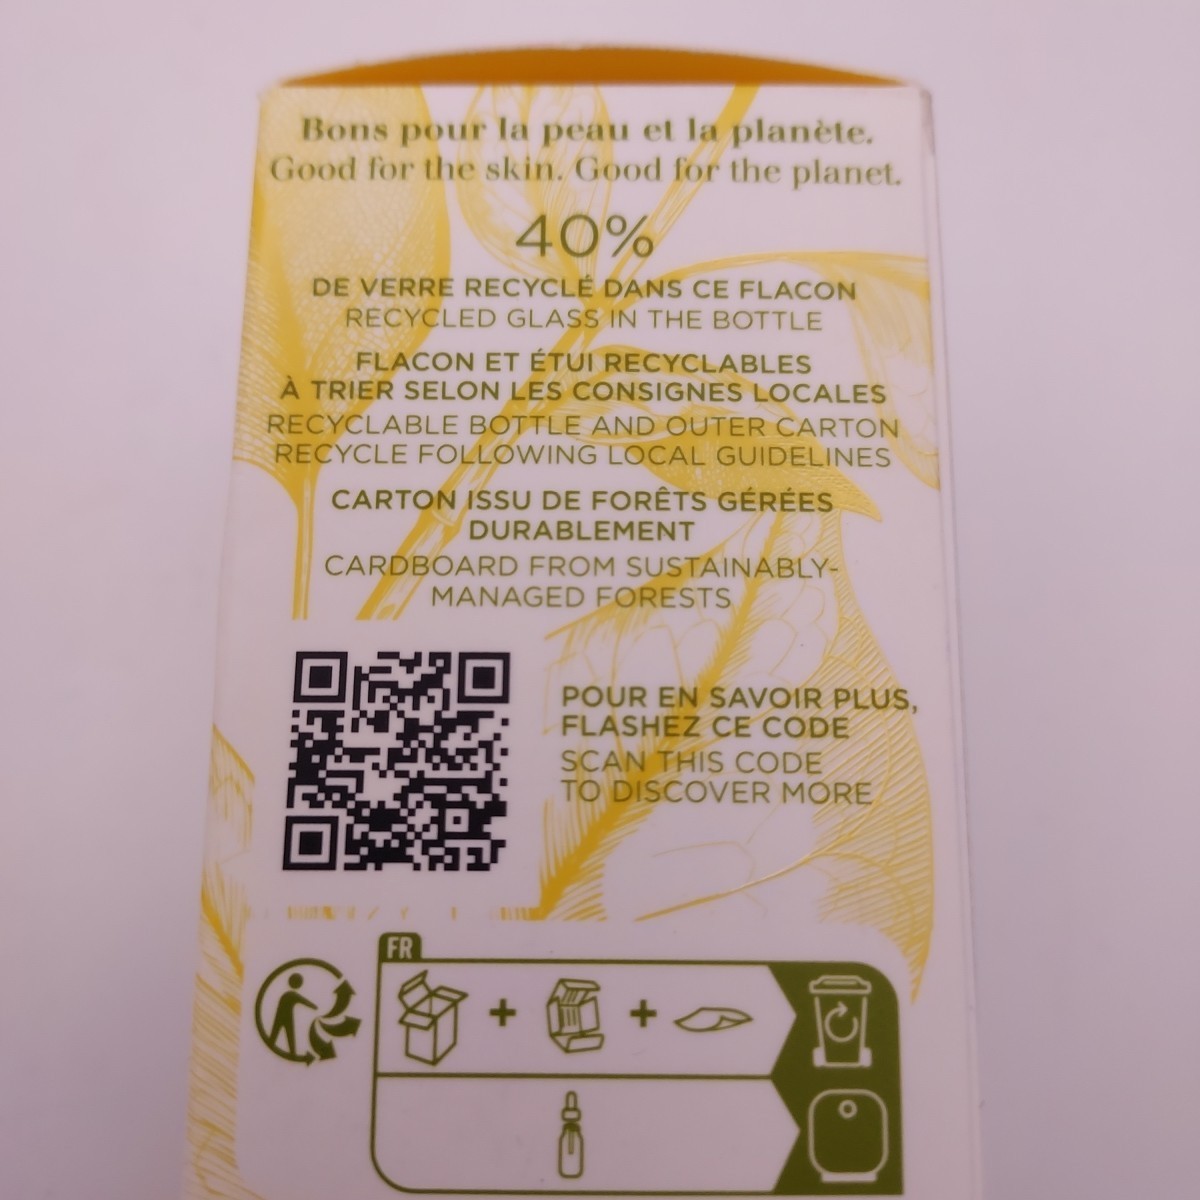 Bons pour la peau et la planète.
Good for the skin. Good for the planet.
40%
DE VERRE RECYCLÉ DANS CE FLACON
RECYCLED GLASS IN THE BOTTLE
FLACON ET ÉTUI RECYCLABLES
À TRIER SELON LES CONSIGNES LOCALES
RECYCLABLE BOTTLE AND OUTER CARTON
RECYCLE FOLLOWING LOCAL GUIDELINES
CARTON ISSU DE FORÊTS GÉRÉES
DURABLEMENT
CARDBOARD FROM SUSTAINABLY-
MANAGED FORESTS
POUR EN SAVOIR PLUS,
FLASHEZ CE CODE
SCAN THIS CODE
TO DISCOVER MORE
FR